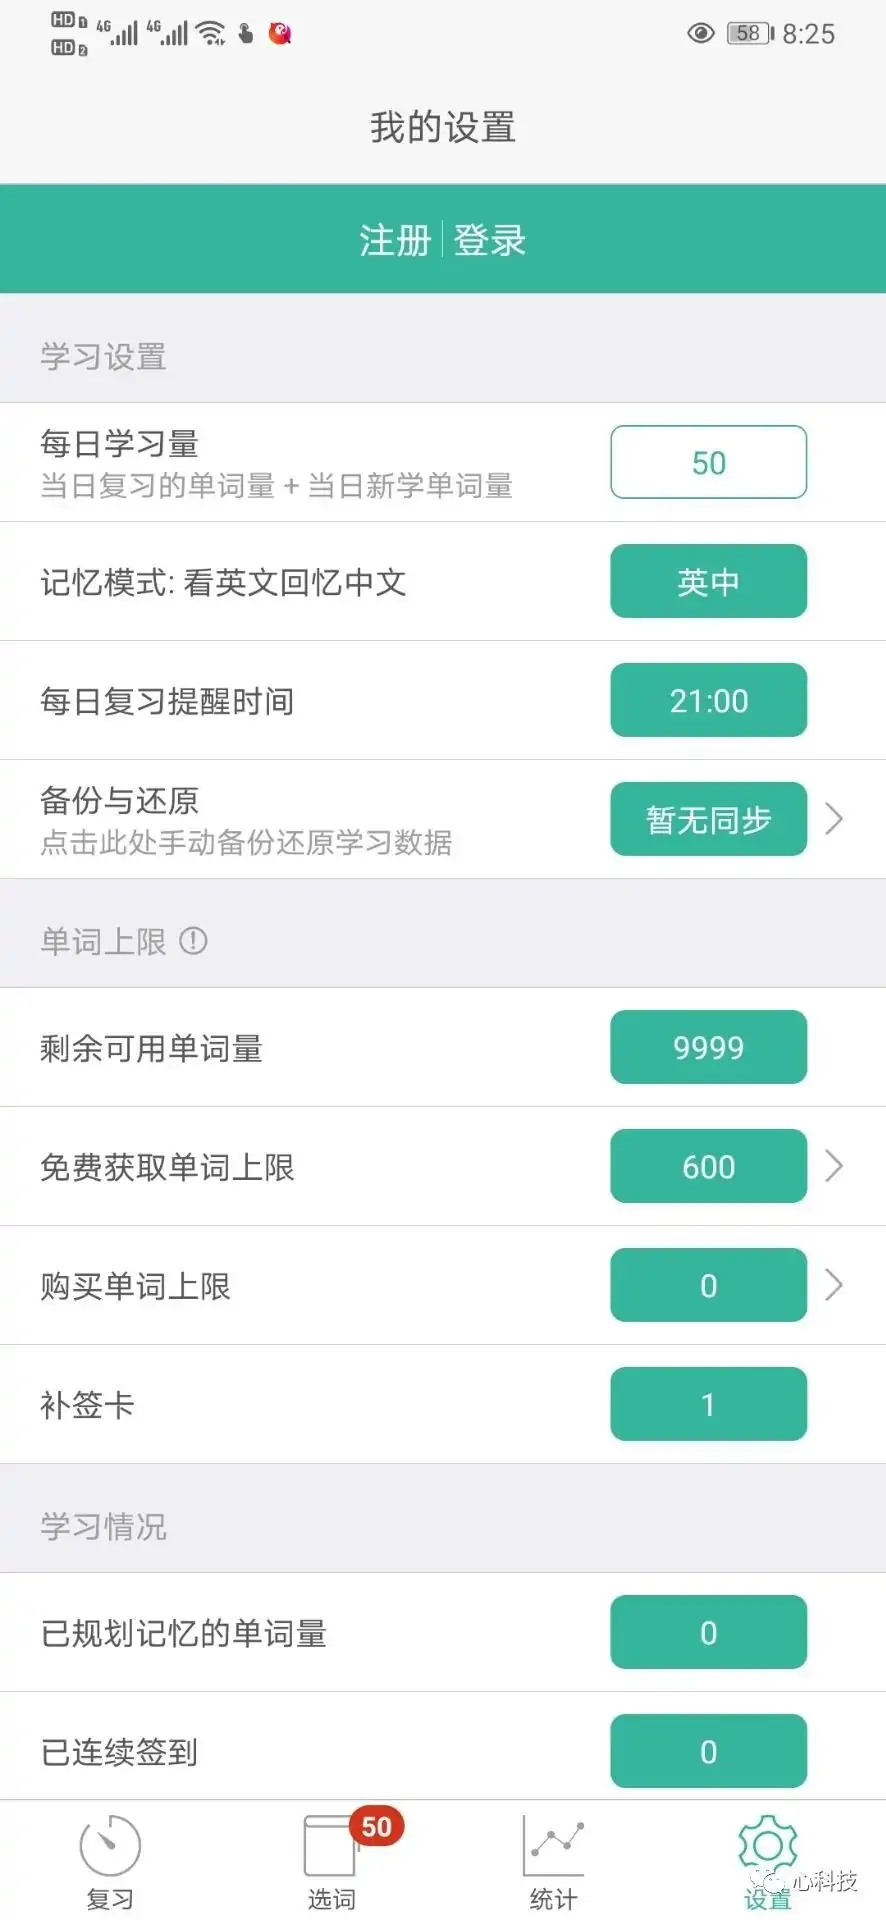 HD 1 4G 4G 58 8:25
HD 2
我的设置
注册 登录
学习设置
每日学习量
当日复习的单词量 + 当日新学单词量
50
记忆模式: 看英文回忆中文
英中
每日复习提醒时间
21:00
备份与还原
点击此处手动备份还原学习数据
暂无同步
单词上限
剩余可用单词量
9999
免费获取单词上限
600
购买单词上限
0
补签卡
1
学习情况
已规划记忆的单词量
0
已连续签到
0
50
复习 选词 统计 设置
心科技